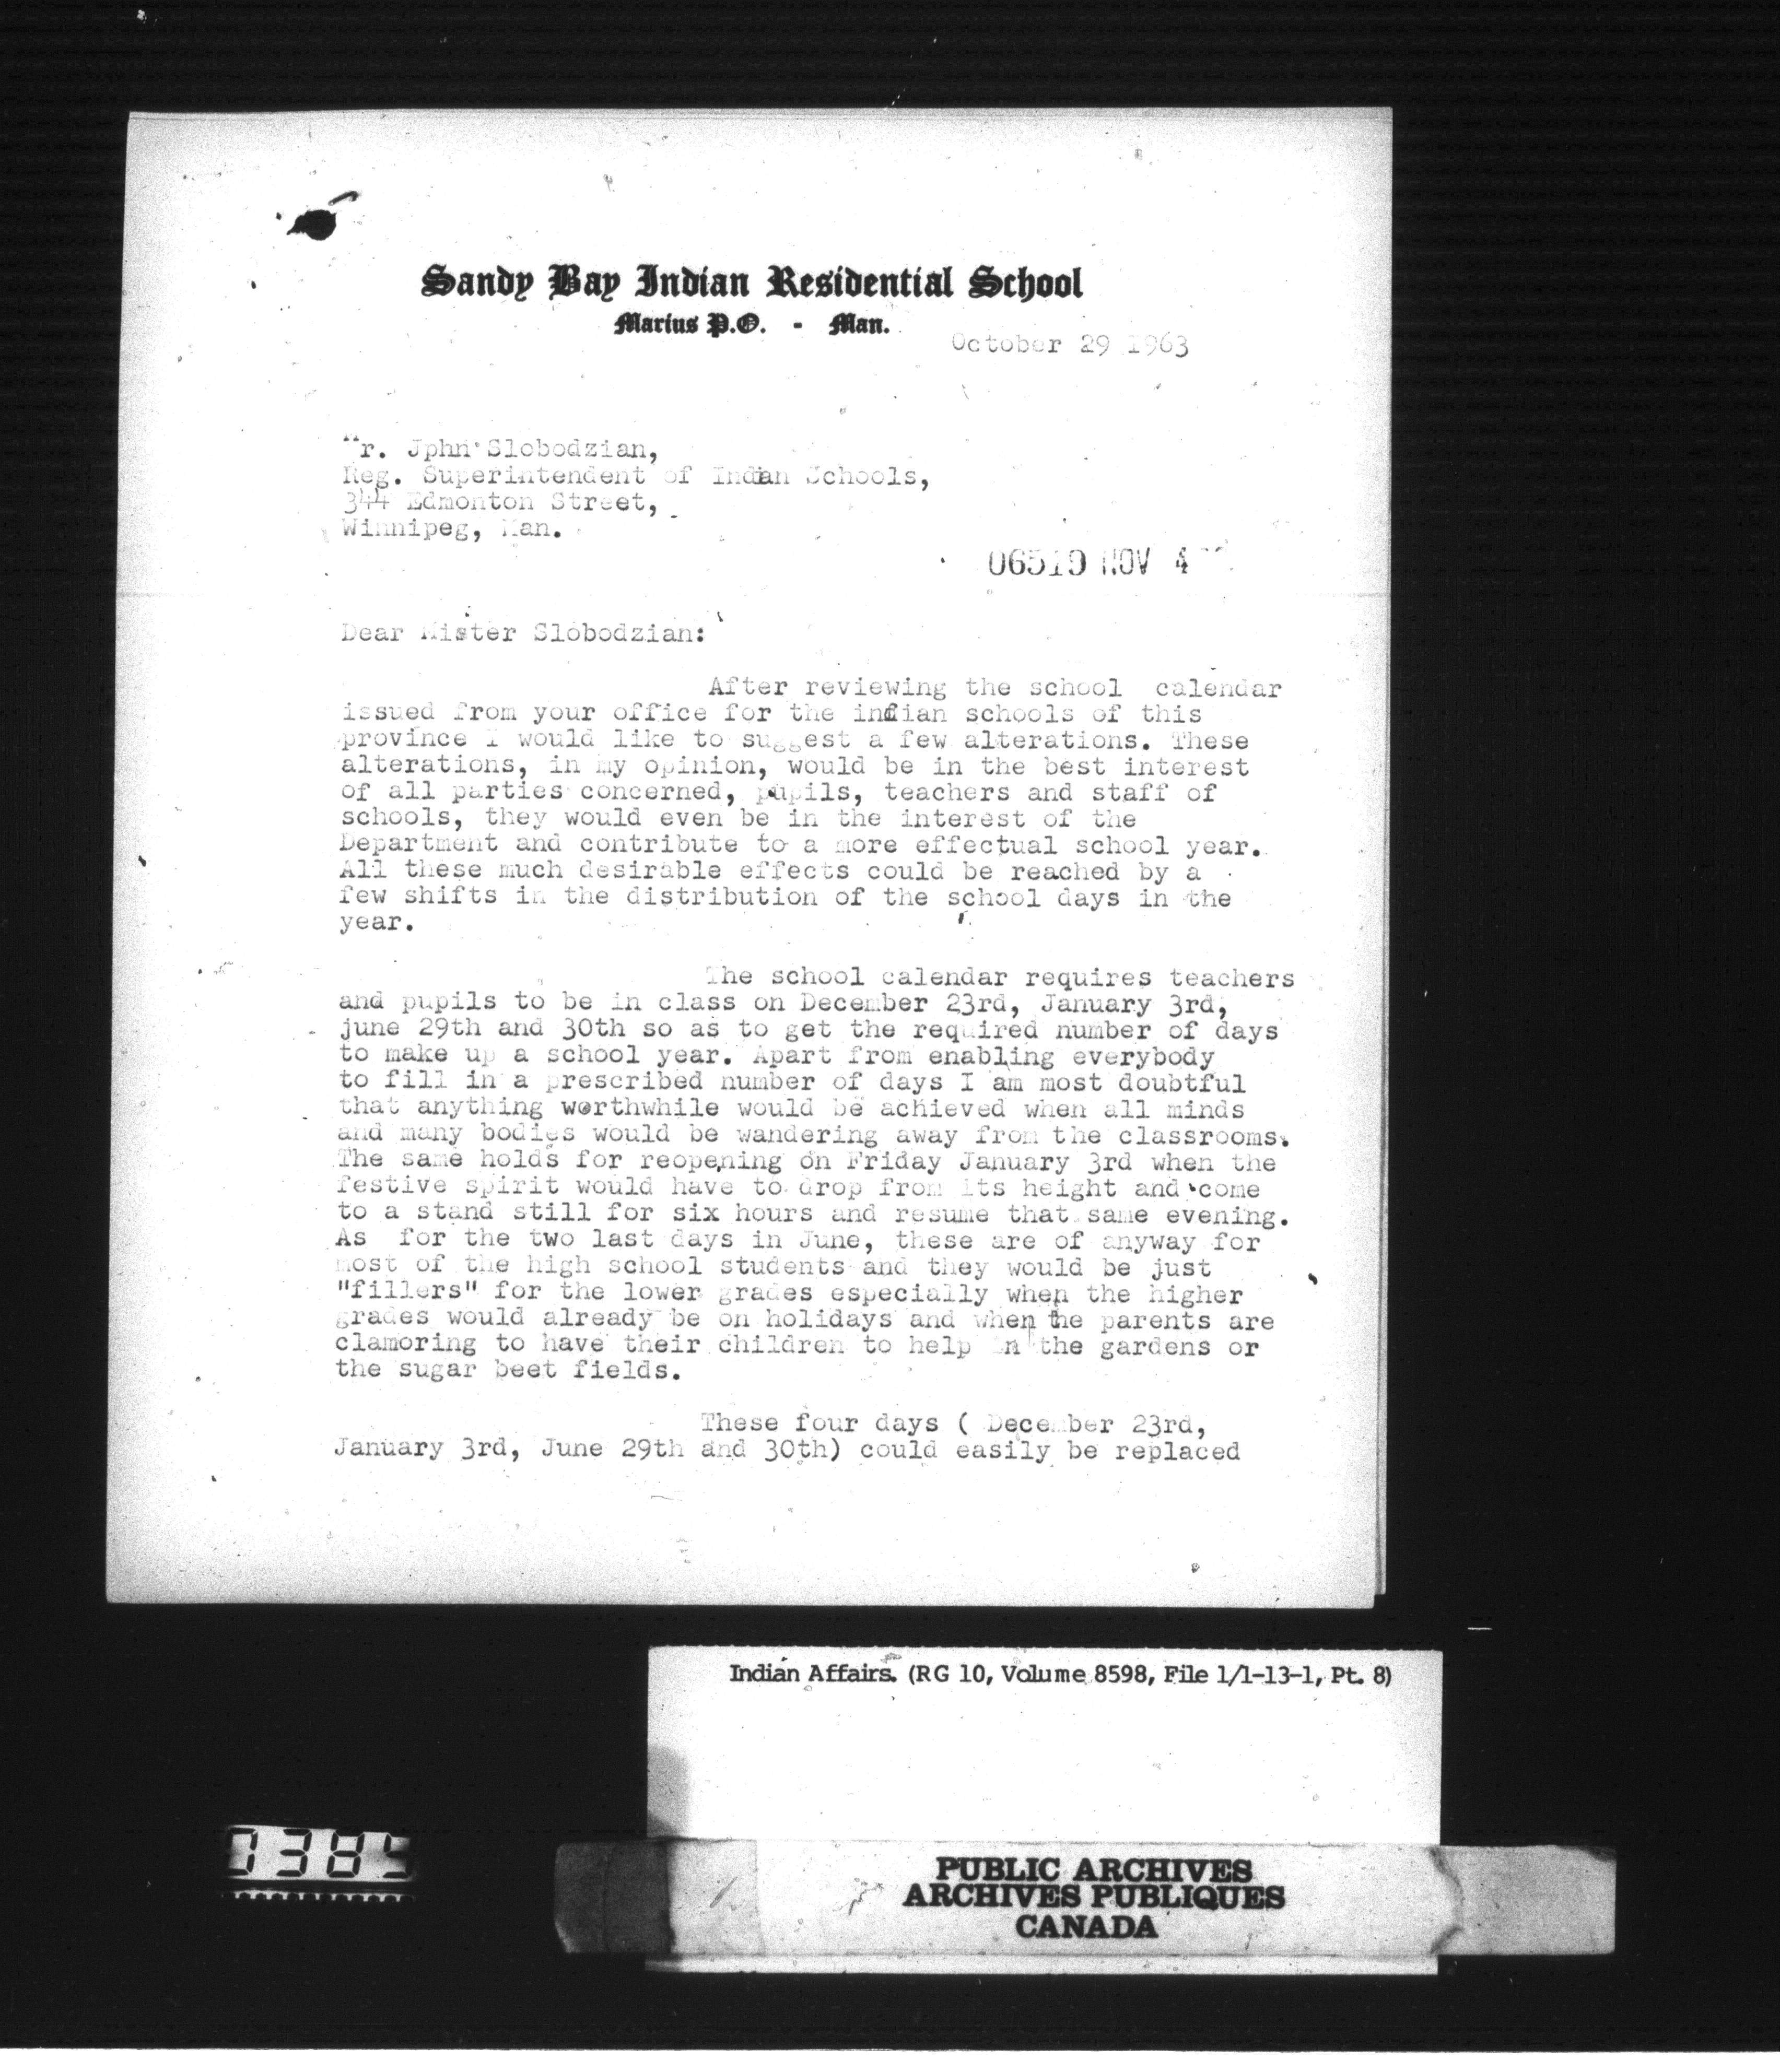 Sandy Bay Indian Residential School
Marius P.O. - Man.
October 29 1963
Mr. Jphn Slobodzian,
Reg. Superintendent of Indian Schools,
344 Edmonton Street,
Winnipeg, Man.
06519 NOV 4
Dear Mister Slobodzian:
After reviewing the school calendar
issued from your office for the indian schools of this
province I would like to suggest a few alterations. These
alterations, in my opinion, would be in the best interest
of all parties concerned, pupils, teachers and staff of
schools, they would even be in the interest of the
Department and contribute to a more effectual school year.
All these much desirable effects could be reached by a
few shifts in the distribution of the school days in the
year.
The school calendar requires teachers
and pupils to be in class on December 23rd, January 3rd,
june 29th and 30th so as to get the required number of days
to make up a school year. Apart from enabling everybody
to fill in a prescribed number of days I am most doubtful
that anything worthwhile would be achieved when all minds
and many bodies would be wandering away from the classrooms.
The same holds for reopening on Friday January 3rd when the
festive spirit would have to drop from its height and come
to a stand still for six hours and resume that same evening.
As for the two last days in June, these are of anyway for
most of the high school students and they would be just
"fillers" for the lower grades especially when the higher
grades would already be on holidays and when the parents are
clamoring to have their children to help in the gardens or
the sugar beet fields.
These four days ( December 23rd,
January 3rd, June 29th and 30th) could easily be replaced
Indian Affairs. (RG 10, Volume 8598, File 1/1-13-1, Pt. 8)
0385
PUBLIC ARCHIVES
ARCHIVES PUBLIQUES
CANADA